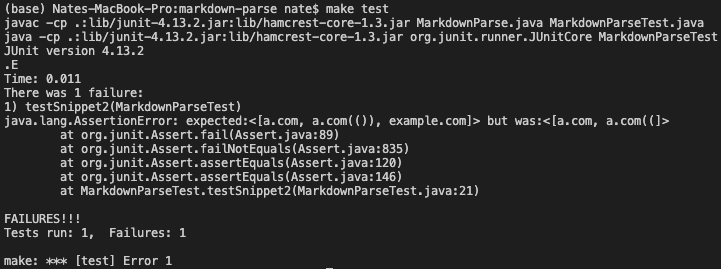 (base) Nates-MacBook-Pro:markdown-parse nate$ make test
javac -cp .:lib/junit-4.13.2.jar:lib/hamcrest-core-1.3.jar MarkdownParse.java MarkdownParseTest.java
java -cp .:lib/junit-4.13.2.jar:lib/hamcrest-core-1.3.jar org.junit.runner.JUnitCore MarkdownParseTest
JUnit version 4.13.2
.E
Time: 0.011
There was 1 failure:
1) testSnippet2(MarkdownParseTest)
java.lang.AssertionError: expected:<[a.com, a.com(()), example.com]> but was:<[a.com, a.com((]>
        at org.junit.Assert.fail(Assert.java:89)
        at org.junit.Assert.failNotEquals(Assert.java:835)
        at org.junit.Assert.assertEquals(Assert.java:120)
        at org.junit.Assert.assertEquals(Assert.java:146)
        at MarkdownParseTest.testSnippet2(MarkdownParseTest.java:21)

FAILURES!!!
Tests run: 1,  Failures: 1

make: *** [test] Error 1